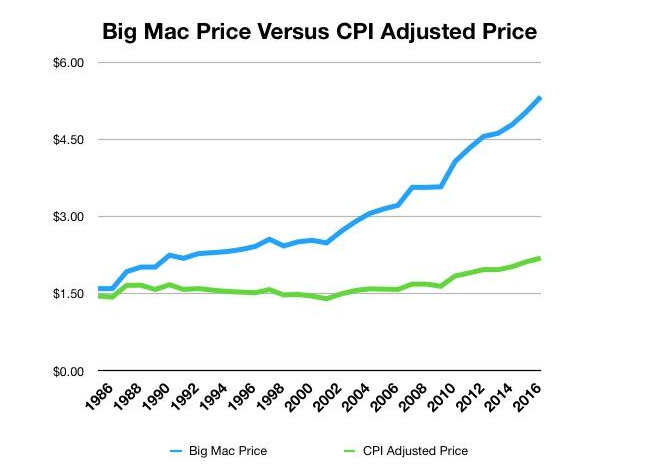 Big Mac Price Versus CPI Adjusted Price
$6.00
$4.50
$3.00
$1.50
$0.00
1986 1988 1990 1992 1994 1996 1998 2000 2002 2004 2006 2008 2010 2012 2014 2016
Big Mac Price CPI Adjusted Price